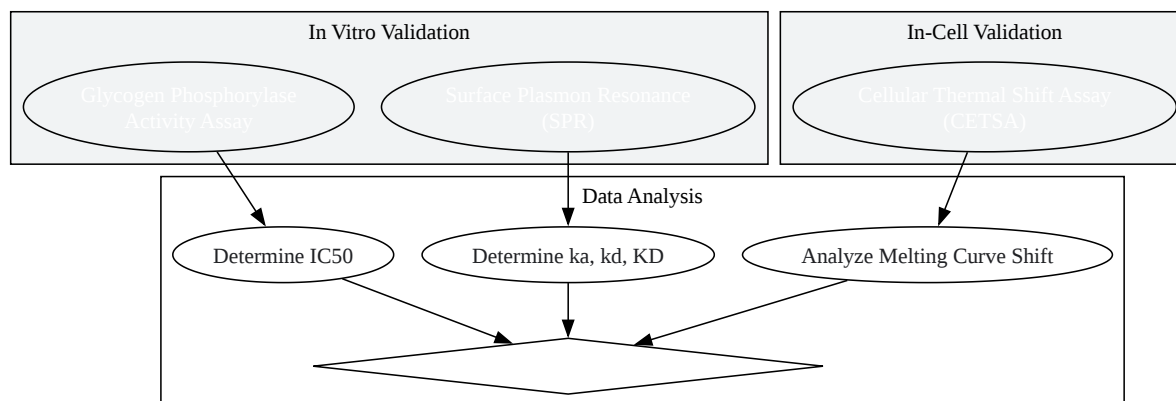 In Vitro Validation
In-Cell Validation
Glycogen Phosphorylase
Activity Assay
Surface Plasmon Resonance
(SPR)
Cellular Thermal Shift Assay
(CETSA)
Data Analysis
Determine IC50
Determine ka, kd, KD
Analyze Melting Curve Shift